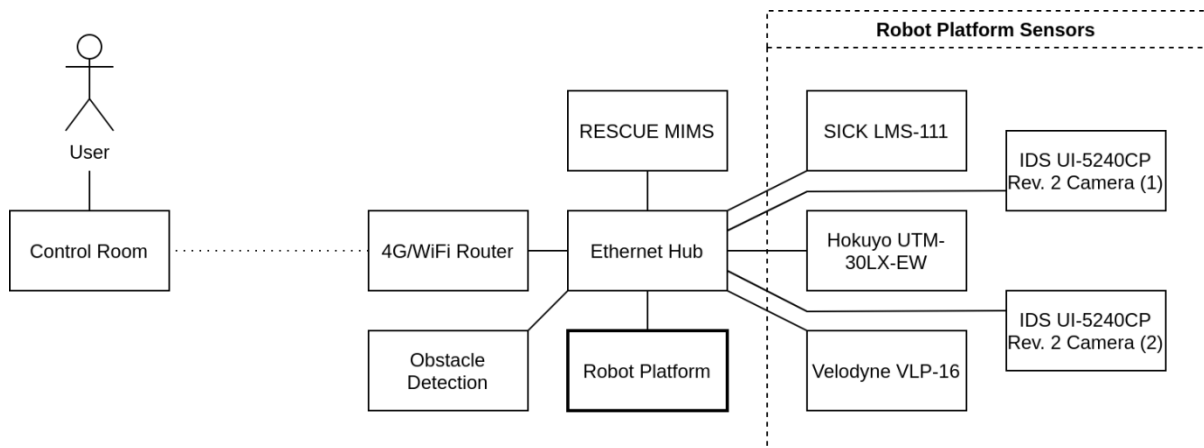 Robot Platform Sensors
User
RESCUE MIMS
SICK LMS-111
IDS UI-5240CP
Rev. 2 Camera (1)
Control Room
4G/WiFi Router
Ethernet Hub
Hokuyo UTM-
30LX-EW
Obstacle
Detection
Robot Platform
Velodyne VLP-16
IDS UI-5240CP
Rev. 2 Camera (2)